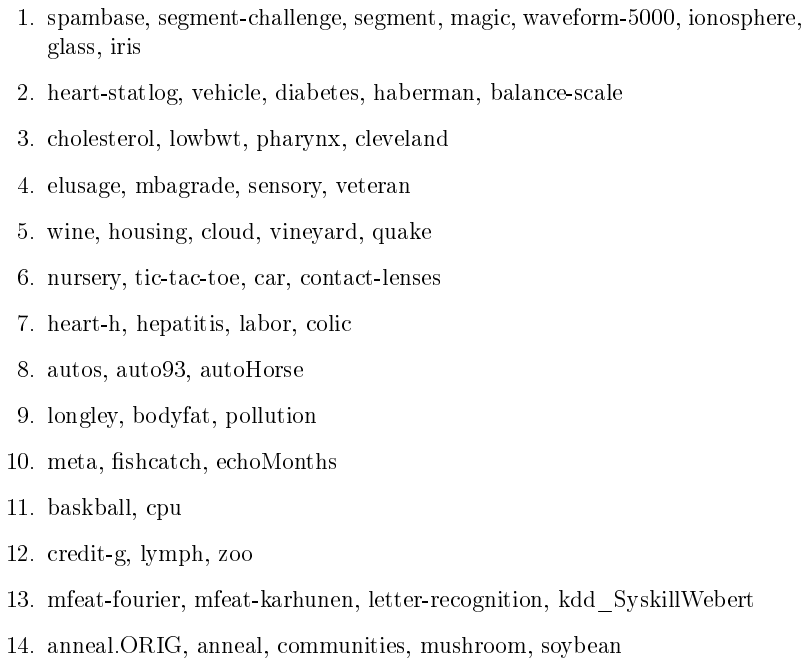 1. spambase, segment-challenge, segment, magic, waveform-5000, ionosphere,
glass, iris
2. heart-statlog, vehicle, diabetes, haberman, balance-scale
3. cholesterol, lowbwt, pharynx, cleveland
4. elusage, mbagrade, sensory, veteran
5. wine, housing, cloud, vineyard, quake
6. nursery, tic-tac-toe, car, contact-lenses
7. heart-h, hepatitis, labor, colic
8. autos, auto93, autoHorse
9. longley, bodyfat, pollution
10. meta, fishcatch, echoMonths
11. baskball, cpu
12. credit-g, lymph, zoo
13. mfeat-fourier, mfeat-karhunen, letter-recognition, kdd_SyskillWebert
14. anneal.ORIG, anneal, communities, mushroom, soybean